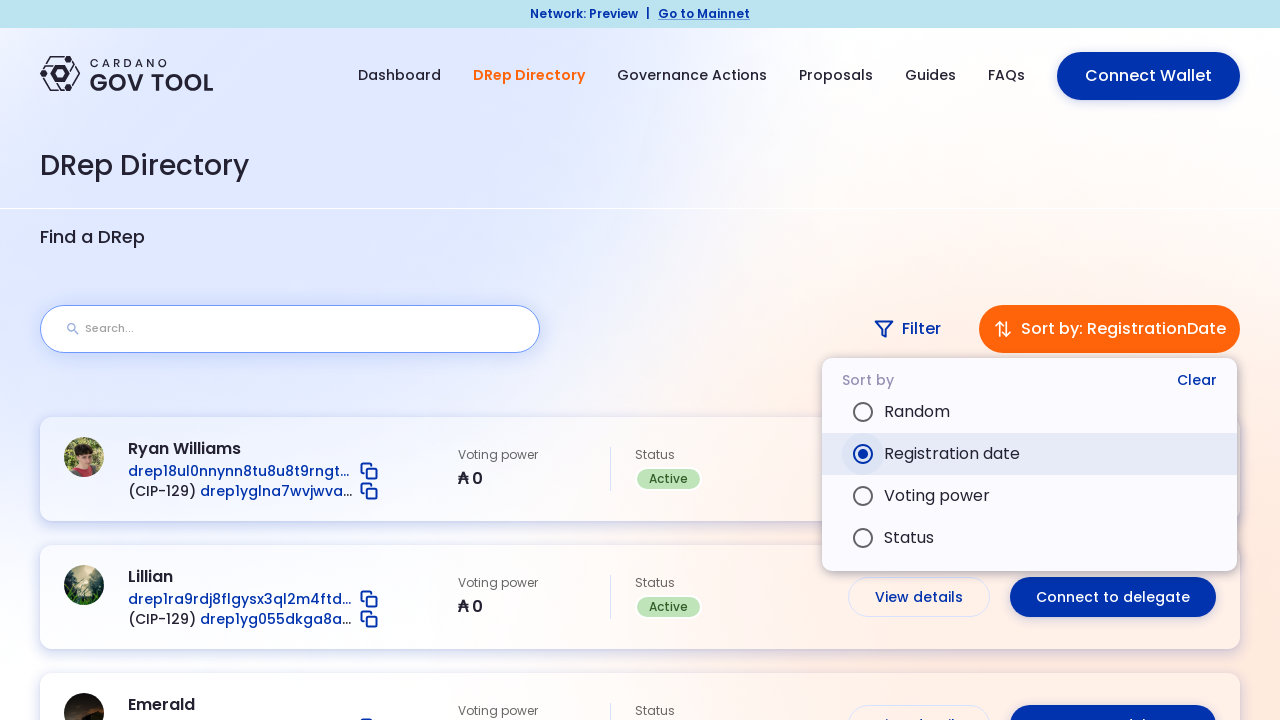 Network: Preview | Go to Mainnet
CARDANO
GOV TOOL
Dashboard
DRep Directory
Governance Actions
Proposals
Guides
FAQs
Connect Wallet
DRep Directory
Find a DRep
Search...
Filter
Sort by: RegistrationDate
Sort by
Clear
Random
Registration date
Voting power
Status
Ryan Williams
drep18ul0nnynn8tu8u8t9rngt...
(CIP-129) drep1yglna7wvjwva...
Voting power
₳ 0
Status
Active
Lillian
drep1ra9rdj8flgysx3ql2m4ftd...
(CIP-129) drep1yg055dkga8a...
Voting power
₳ 0
Status
Active
View details
Connect to delegate
Emerald
Voting power
Status